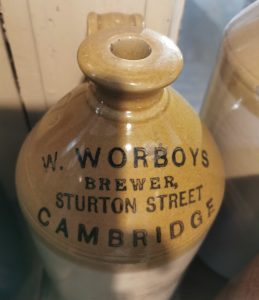 W. WORBOYS
BREWER,
STURTON STREET
CAMBRIDGE